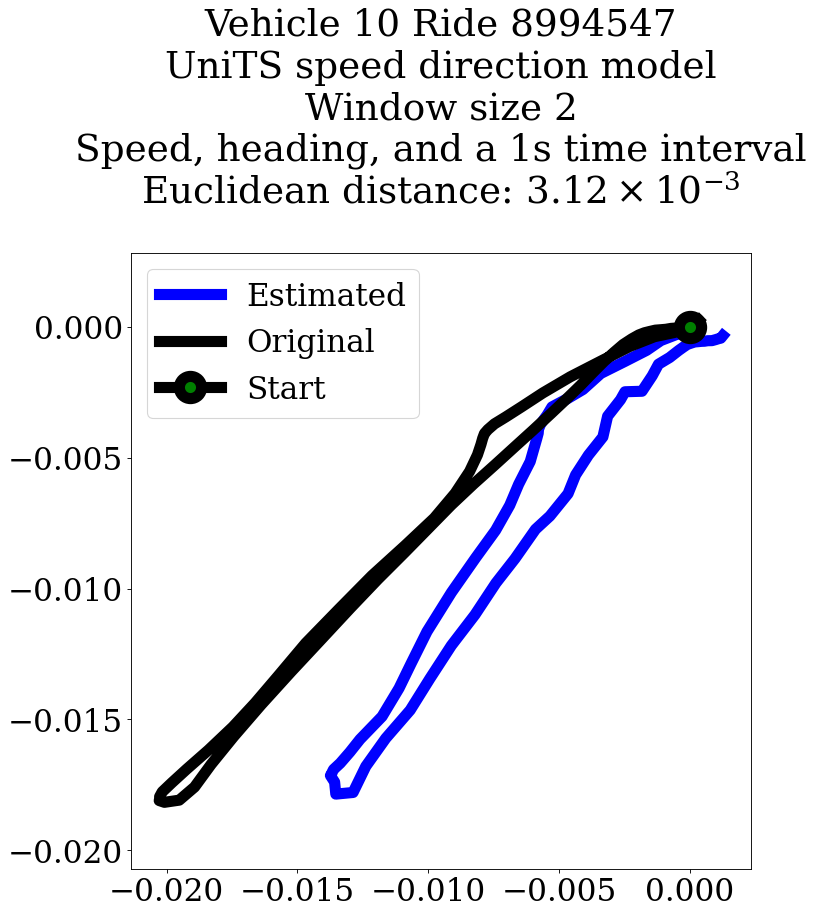 Vehicle 10 Ride 8994547
UniTS speed direction model
Window size 2
Speed, heading, and a 1s time interval
Euclidean distance: 3.12 × 10⁻³
Estimated
Original
Start
0.000
−0.005
−0.010
−0.015
−0.020
−0.020 −0.015 −0.010 −0.005 0.000